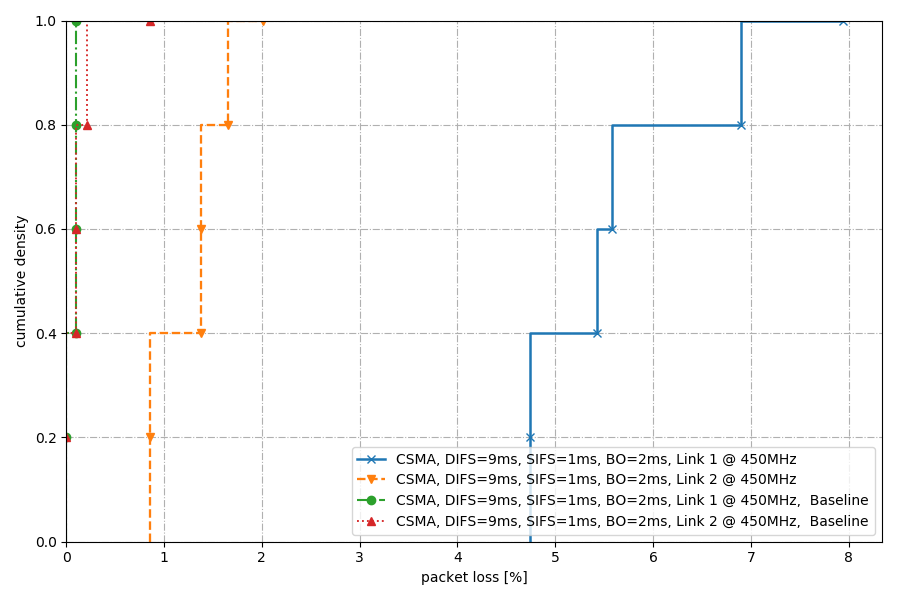 1.0
0.8
0.6
0.4
0.2
0.0
cumulative density
CSMA, DIFS=9ms, SIFS=1ms, BO=2ms, Link 1 @ 450MHz
CSMA, DIFS=9ms, SIFS=1ms, BO=2ms, Link 2 @ 450MHz
CSMA, DIFS=9ms, SIFS=1ms, BO=2ms, Link 1 @ 450MHz,  Baseline
CSMA, DIFS=9ms, SIFS=1ms, BO=2ms, Link 2 @ 450MHz,  Baseline
0 1 2 3 4 5 6 7 8
packet loss [%]